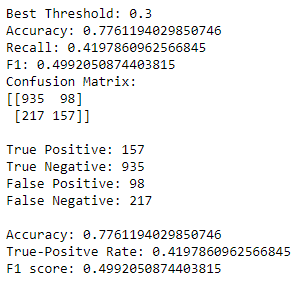 Best Threshold: 0.3
Accuracy: 0.7761194029850746
Recall: 0.4197860962566845
F1: 0.4992050874403815
Confusion Matrix:
[[935  98]
 [217 157]]
True Positive: 157
True Negative: 935
False Positive: 98
False Negative: 217
Accuracy: 0.7761194029850746
True-Positve Rate: 0.4197860962566845
F1 score: 0.4992050874403815